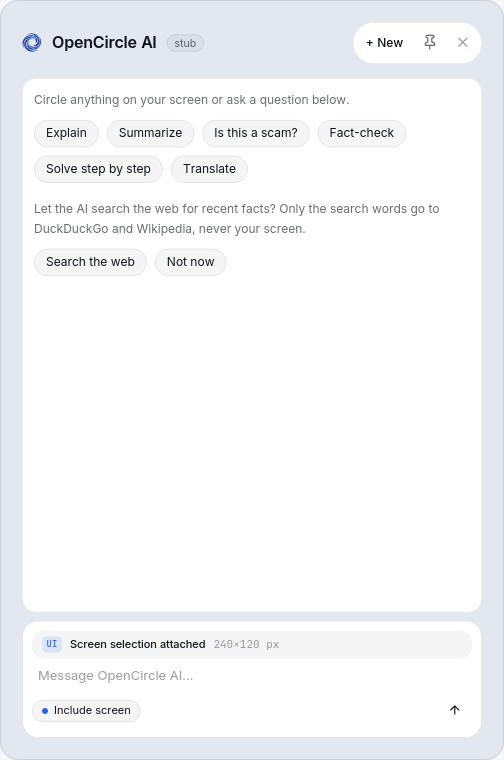 OpenCircle AI stub + New
Circle anything on your screen or ask a question below.
Explain Summarize Is this a scam? Fact-check
Solve step by step Translate
Let the AI search the web for recent facts? Only the search words go to
DuckDuckGo and Wikipedia, never your screen.
Search the web Not now
UI Screen selection attached 240×120 px
Message OpenCircle AI...
Include screen